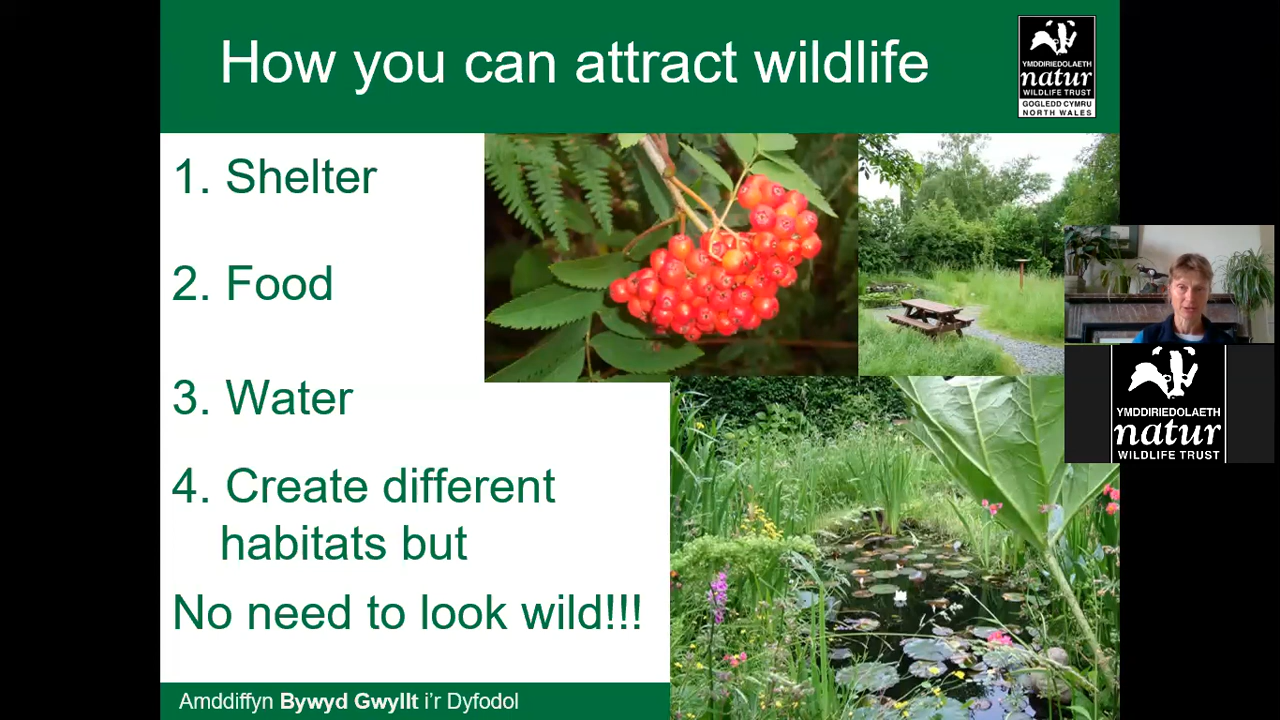 How you can attract wildlife
YMDDIRIEDOLAETH
natur
WILDLIFE TRUST
GOGLEDD CYMRU
NORTH WALES
1. Shelter
2. Food
3. Water
4. Create different
habitats but
No need to look wild!!!
YMDDIRIEDOLAETH
natur
WILDLIFE TRUST
Amddiffyn Bywyd Gwyllt i'r Dyfodol